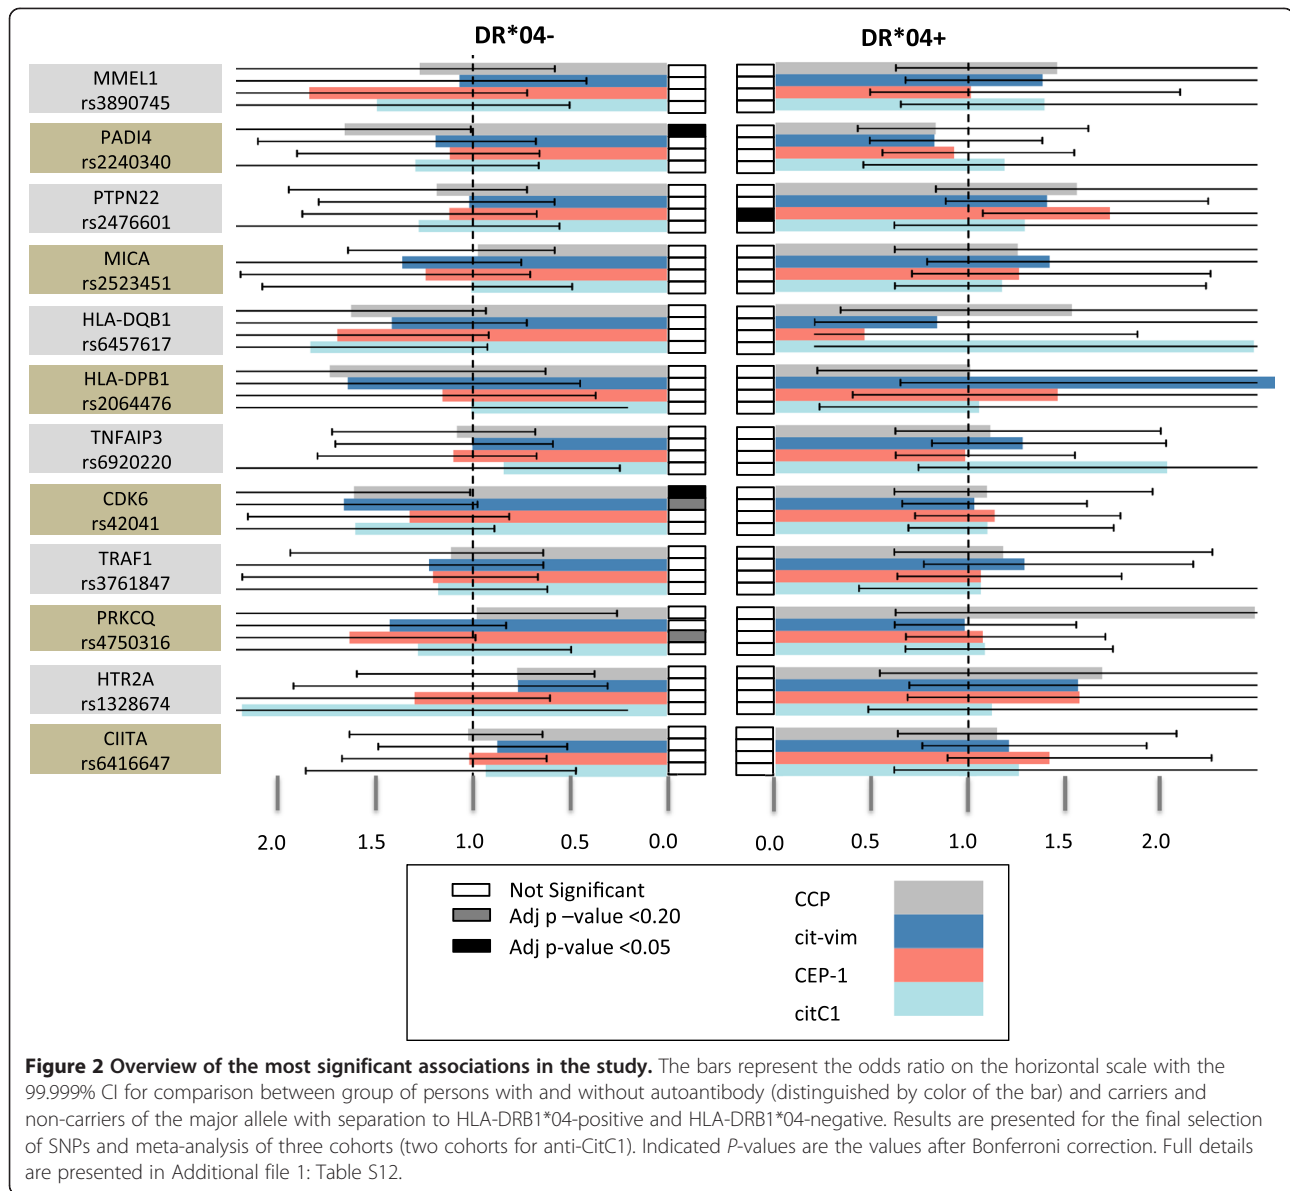 DR*04-
DR*04+
MMEL1
rs3890745
PADI4
rs2240340
PTPN22
rs2476601
MICA
rs2523451
HLA-DQB1
rs6457617
HLA-DPB1
rs2064476
TNFAIP3
rs6920220
CDK6
rs42041
TRAF1
rs3761847
PRKCQ
rs4750316
HTR2A
rs1328674
CIITA
rs6416647
2.0 1.5 1.0 0.5 0.0 0.0 0.5 1.0 1.5 2.0
Not Significant
Adj p –value <0.20
Adj p-value <0.05
CCP
cit-vim
CEP-1
citC1
Figure 2 Overview of the most significant associations in the study. The bars represent the odds ratio on the horizontal scale with the
99.999% CI for comparison between group of persons with and without autoantibody (distinguished by color of the bar) and carriers and
non-carriers of the major allele with separation to HLA-DRB1*04-positive and HLA-DRB1*04-negative. Results are presented for the final selection
of SNPs and meta-analysis of three cohorts (two cohorts for anti-CitC1). Indicated P-values are the values after Bonferroni correction. Full details
are presented in Additional file 1: Table S12.